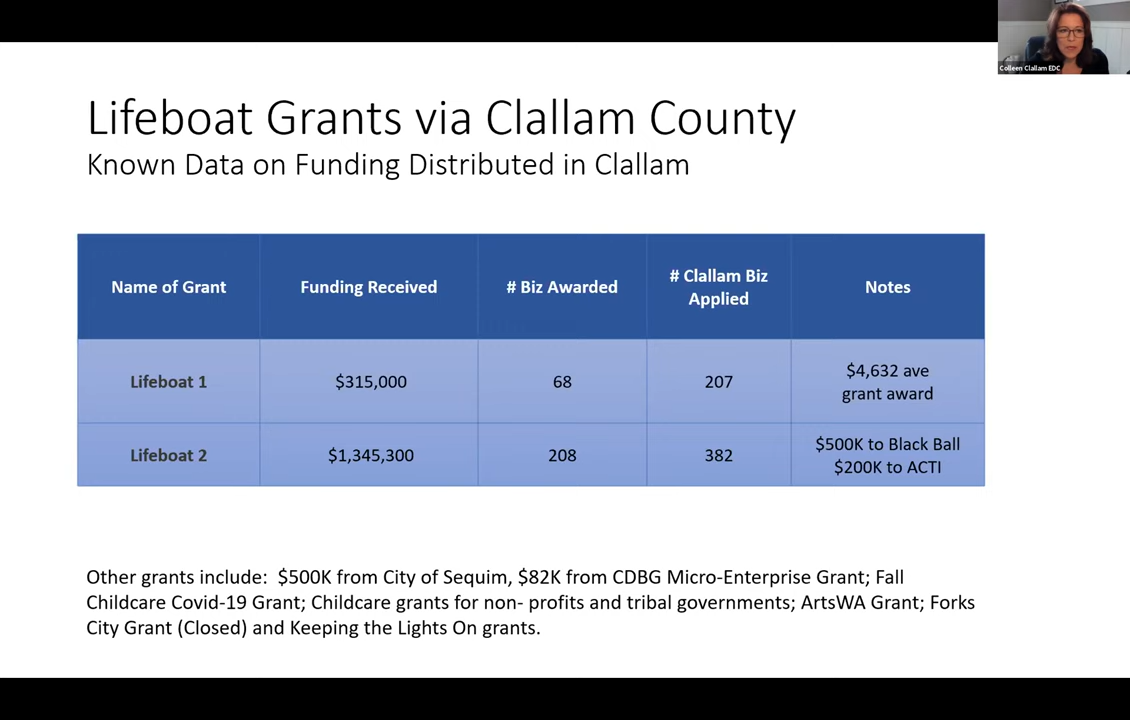 Colleen Clallam EDC
Lifeboat Grants via Clallam County
Known Data on Funding Distributed in Clallam
Name of Grant
Funding Received
# Biz Awarded
# Clallam Biz
Applied
Notes
Lifeboat 1
$315,000
68
207
$4,632 ave
grant award
Lifeboat 2
$1,345,300
208
382
$500K to Black Ball
$200K to ACTI
Other grants include:  $500K from City of Sequim, $82K from CDBG Micro-Enterprise Grant; Fall
Childcare Covid-19 Grant; Childcare grants for non- profits and tribal governments; ArtsWA Grant; Forks
City Grant (Closed) and Keeping the Lights On grants.